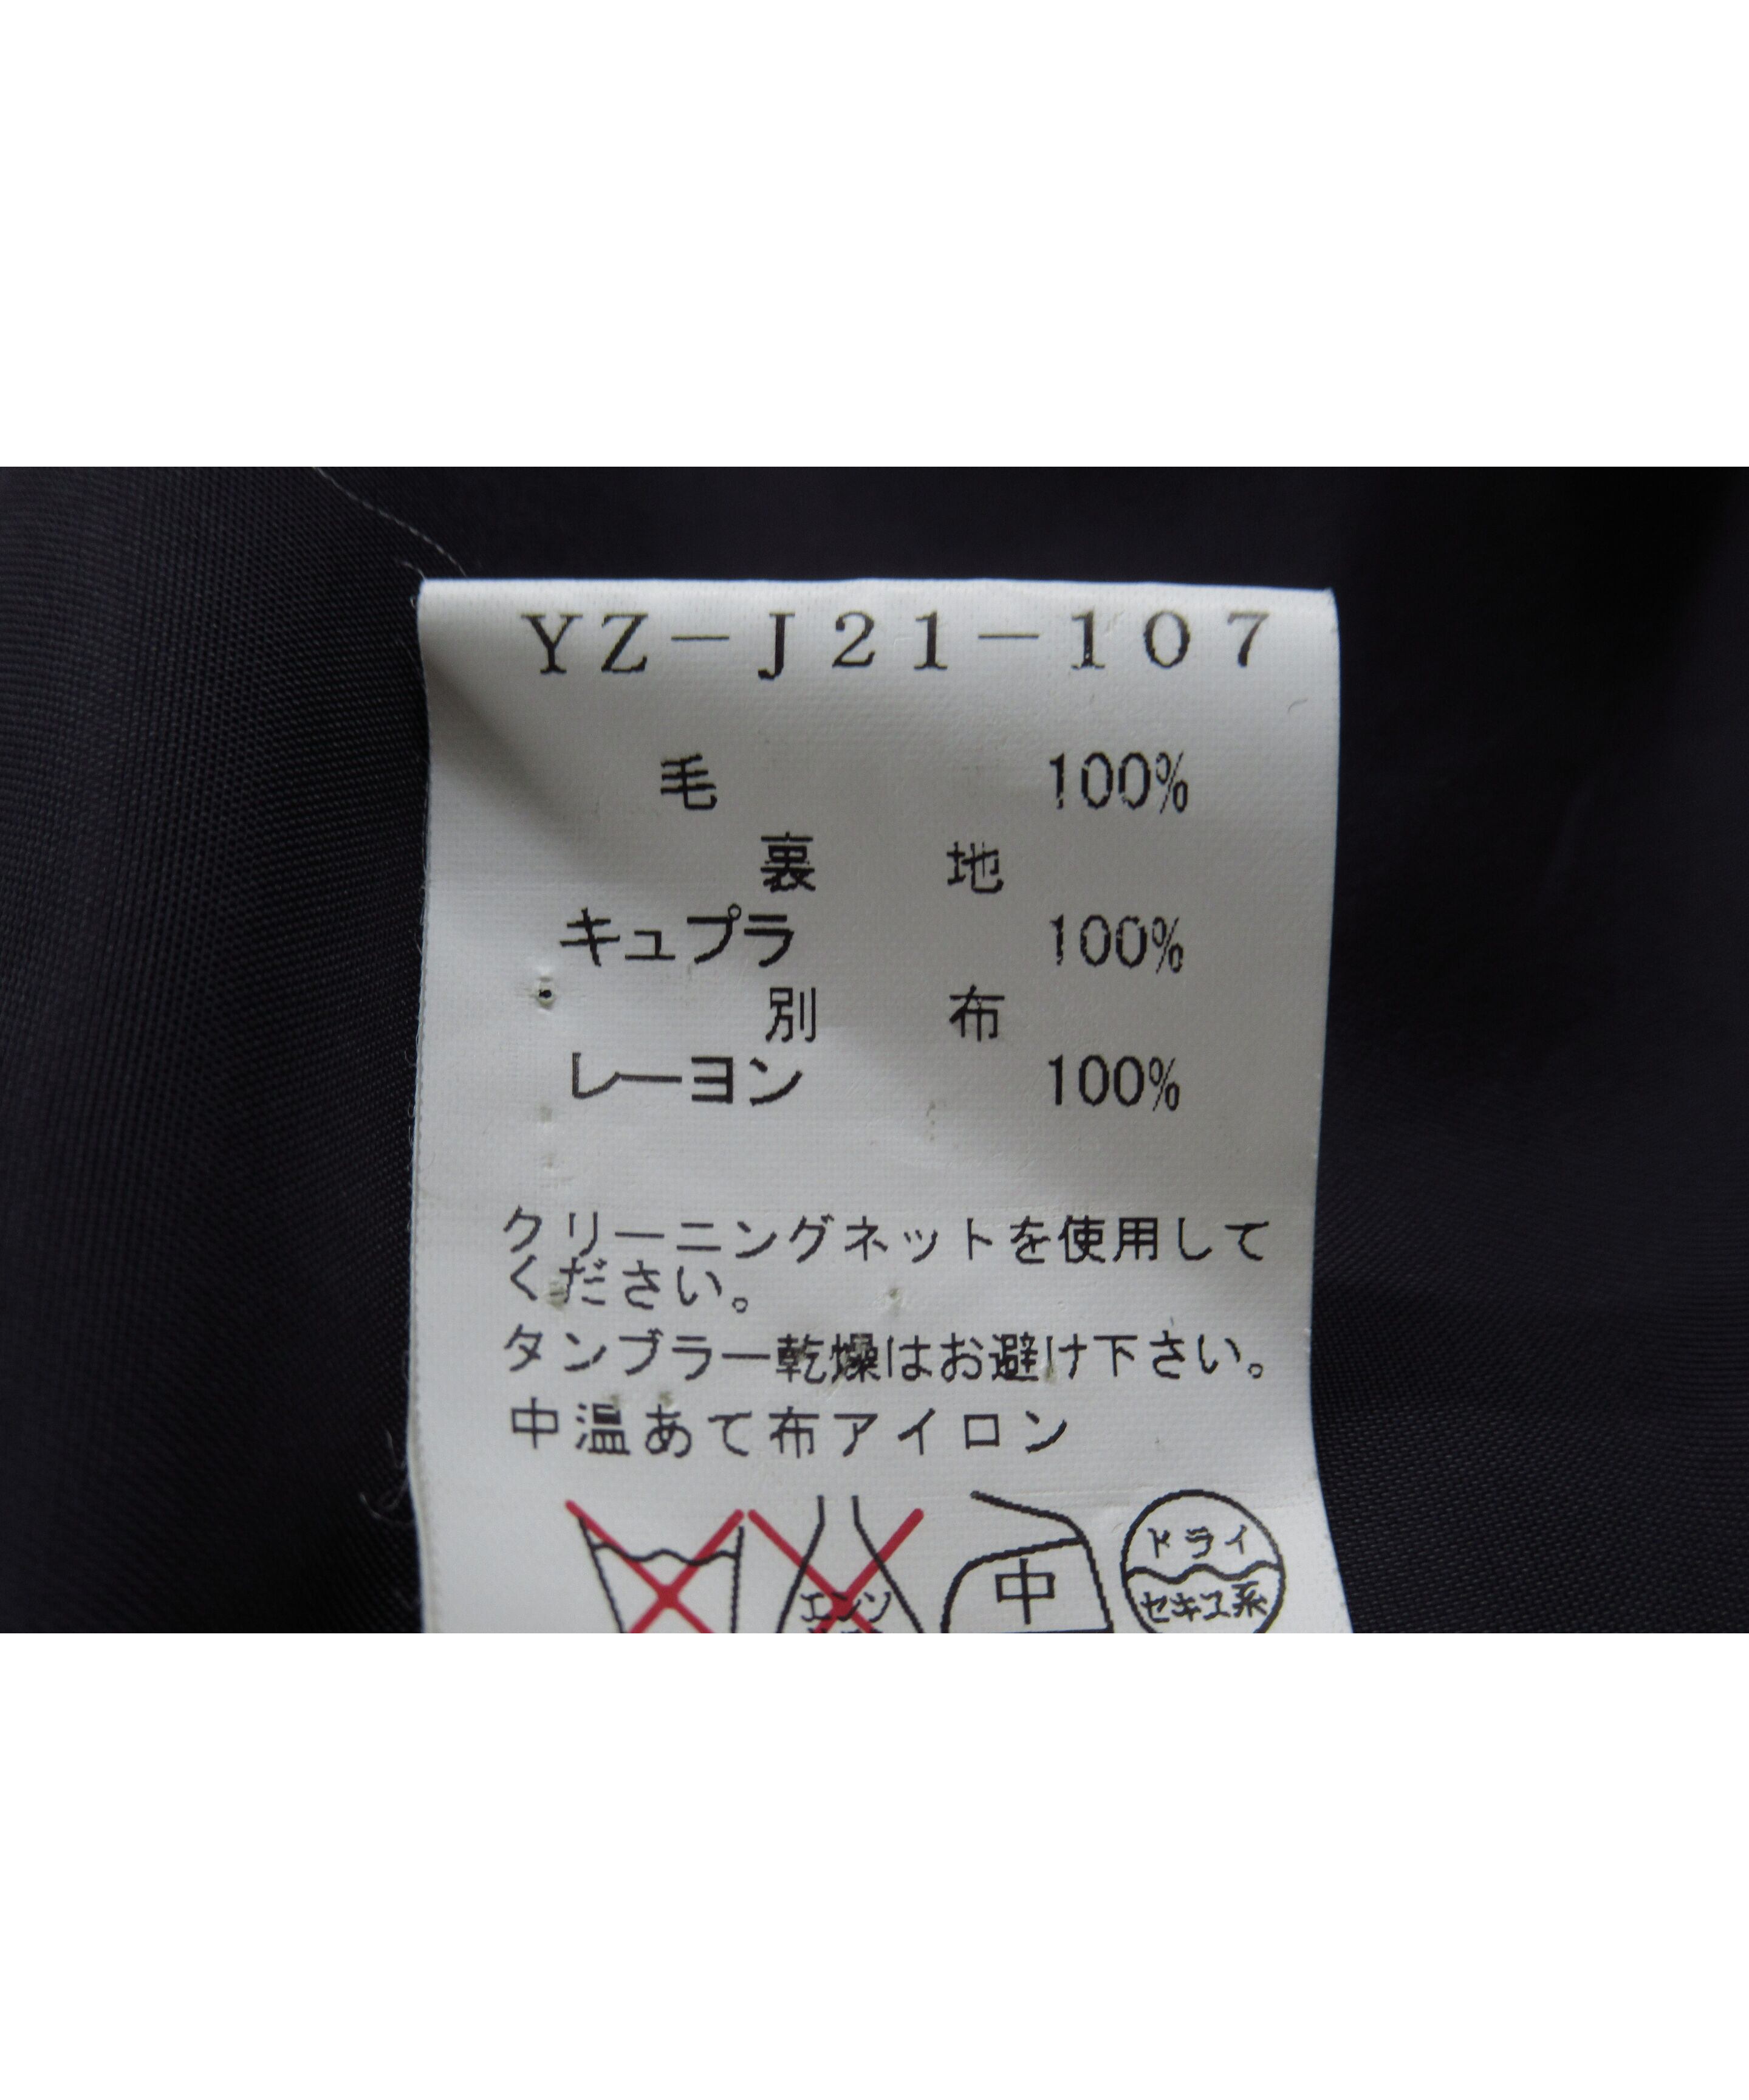 YZ－J21－107
毛 100%
裏 地
キュプラ 100%
別 布
レーヨン 100%
クリーニングネットを使用して
ください。
タンブラー乾燥はお避け下さい。
中温あて布アイロン
エンソ 中 ドライ
セキユ系